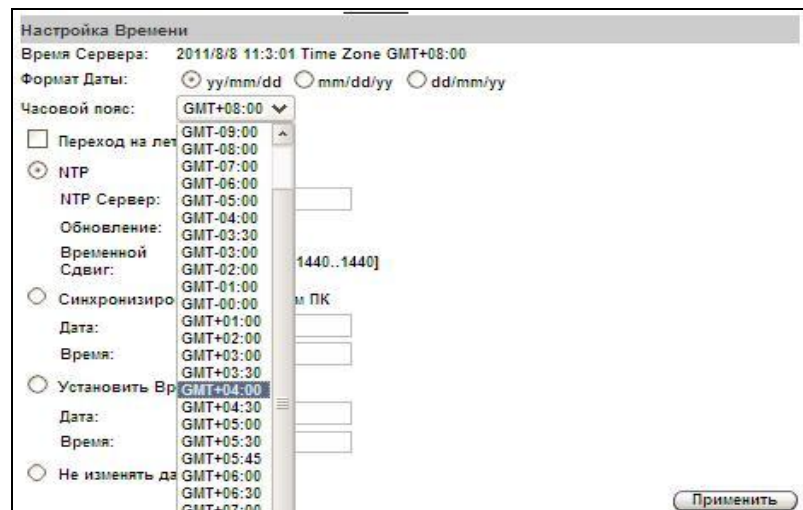 Настройка Времени
Время Сервера: 2011/8/8 11:3:01 Time Zone GMT+08:00
Формат Даты: yy/mm/dd mm/dd/yy dd/mm/yy
Часовой пояс: GMT+08:00
GMT-09:00
Переход на лет
GMT-08:00
GMT-07:00
NTP
GMT-06:00
NTP Сервер:
GMT-05:00
GMT-04:00
Обновление:
GMT-03:30
Временной
GMT-03:00
Сдвиг:
GMT-02:00
1440..1440]
GMT-01:00
Синхронизиро
GMT-00:00
м ПК
GMT+01:00
Дата:
GMT+02:00
GMT+03:00
Время:
GMT+03:30
Установить Вр
GMT+04:00
GMT+04:30
Дата:
GMT+05:00
Время:
GMT+05:30
GMT+05:45
Не изменять да
GMT+06:00
GMT+06:30
GMT+07:00
Применить